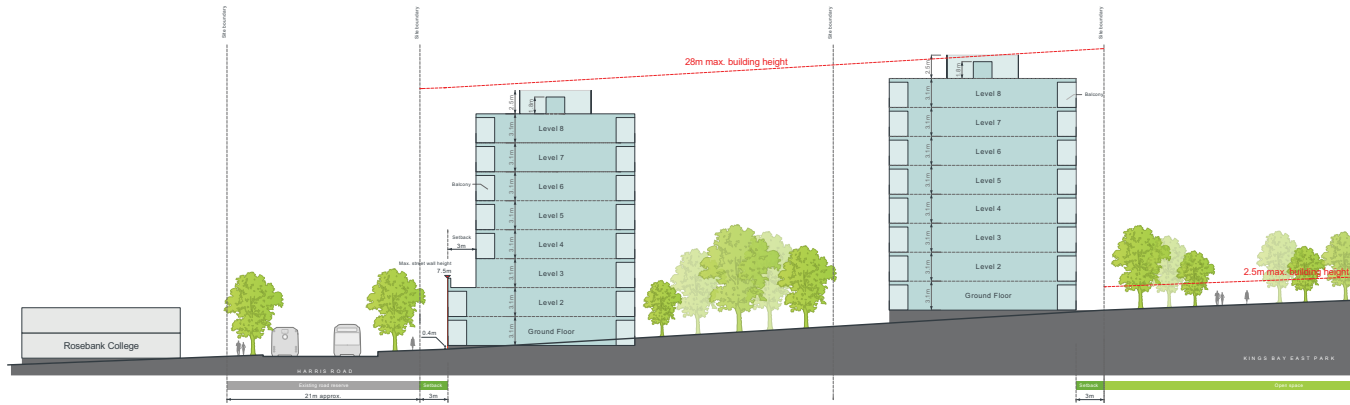 Site boundary
Site boundary
Site boundary
Site boundary
28m max. building height
2.5m
1.8m
Level 8
3.1m
Level 7
3.1m
Level 6
3.1m
Level 5
3.1m
Level 4
3.1m
Level 3
3.1m
Level 2
3.1m
Ground Floor
3.1m
Balcony
Setback
3m
Max. street wall height
7.5m
0.4m
2.5m
1.8m
Level 8
3.1m
Level 7
3.1m
Level 6
3.1m
Level 5
3.1m
Level 4
3.1m
Level 3
3.1m
Level 2
3.1m
Ground Floor
3.1m
Balcony
2.5m max. building height
Rosebank College
HARRIS ROAD
KINGS BAY EAST PARK
Existing road reserve
Setback
Setback
Open space
21m approx.
3m
3m